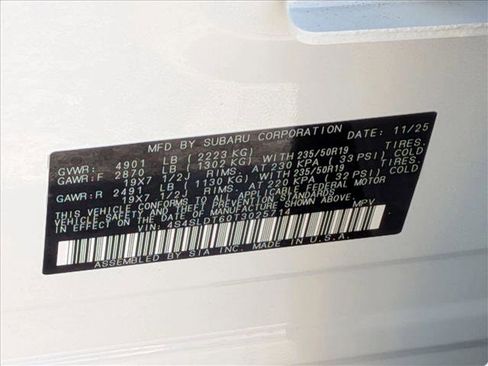 MFD BY SUBARU CORPORATION DATE: 11/25
GVWR: 4901 LB (2223 KG)
GAWR: F 2870 LB (1302 KG) WITH 235/50R19 TIRES,
19X7 1/2J RIMS, AT 230 KPA (33 PSI) COLD
GAWR: R 2491 LB (1130 KG) WITH 235/50R19 TIRES,
19X7 1/2J RIMS, AT 220 KPA (32 PSI) COLD
THIS VEHICLE CONFORMS TO ALL APPLICABLE FEDERAL MOTOR
VEHICLE SAFETY AND THEFT PREVENTION STANDARDS
IN EFFECT ON THE DATE OF MANUFACTURE SHOWN ABOVE.
VIN: 4S4SLDT60T3025714 MPV
ASSEMBLED BY SIA INC. MADE IN U.S.A.